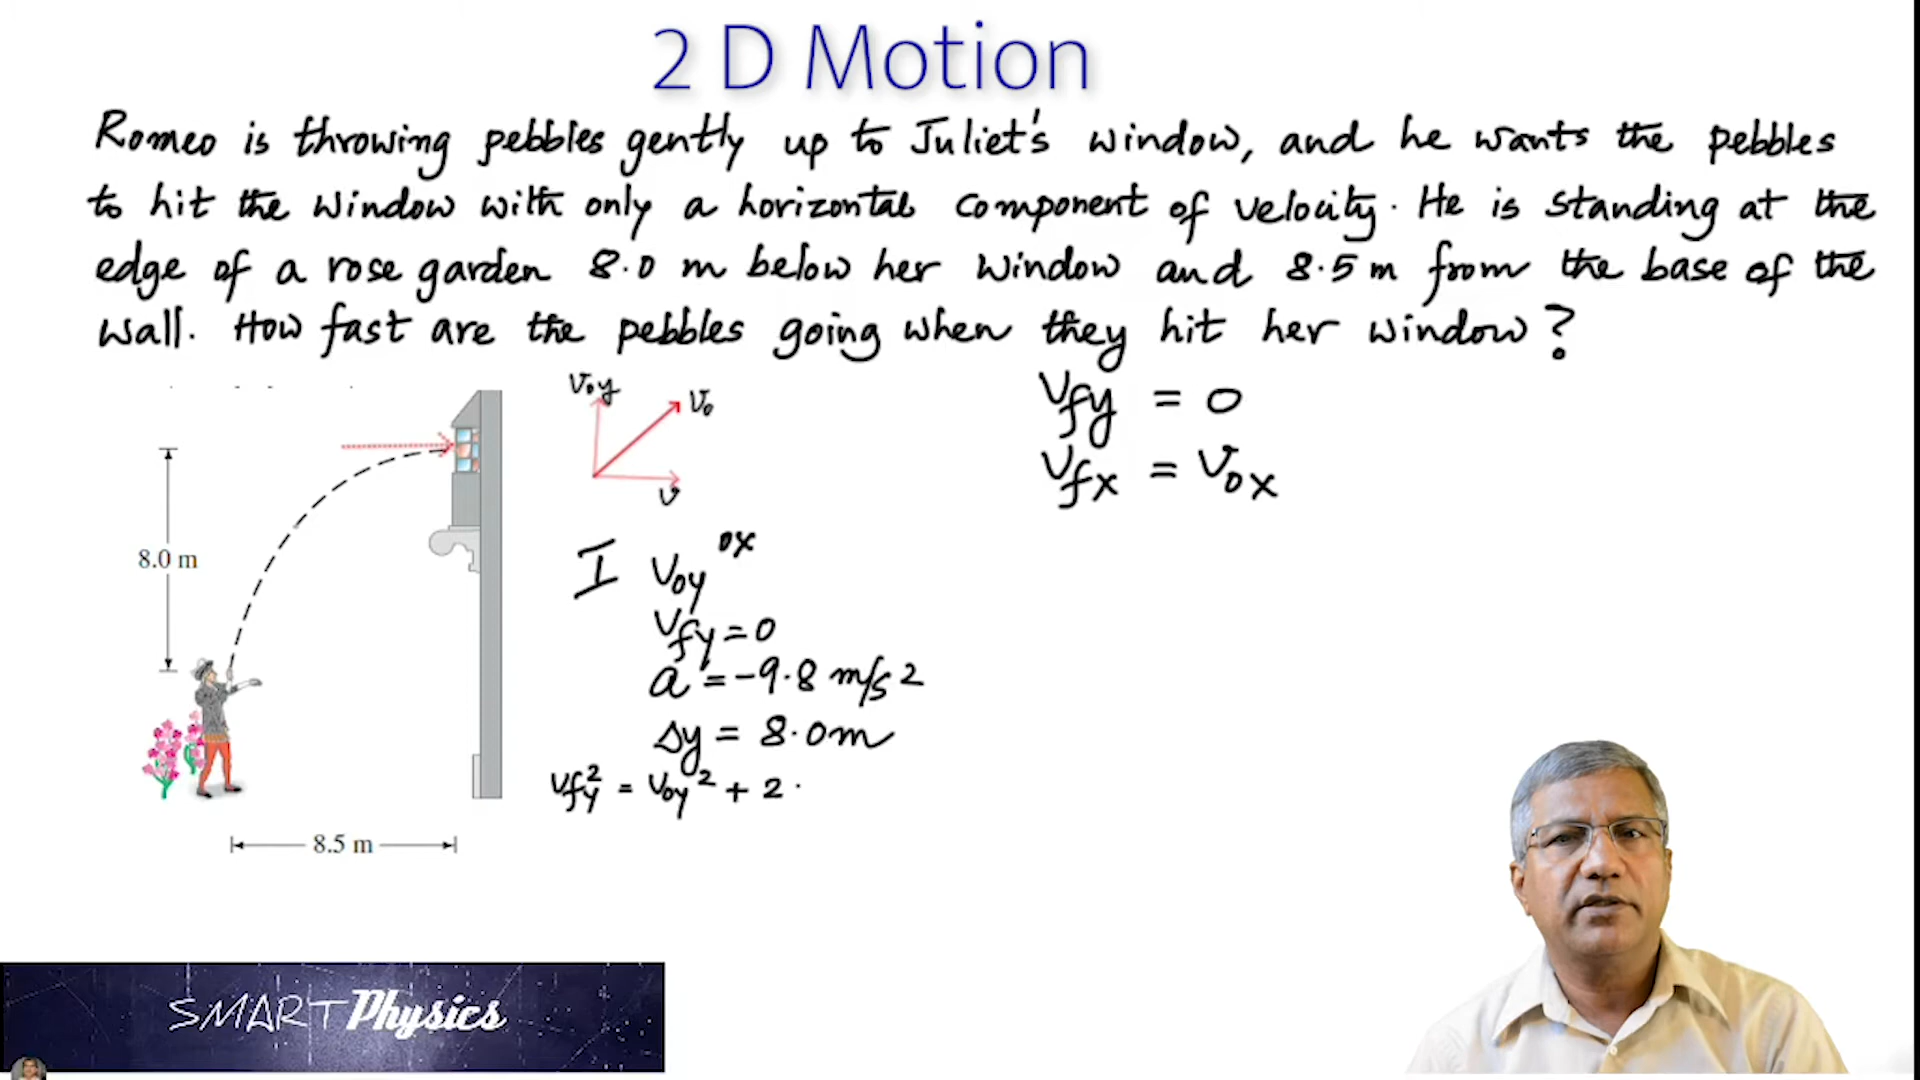 2 D Motion
Romeo is throwing pebbles gently up to Juliet's window, and he wants the pebbles
to hit the window with only a horizontal component of velocity. He is standing at the
edge of a rose garden 8.0 m below her window and 8.5 m from the base of the
wall. How fast are the pebbles going when they hit her window?
Voy
Vo
V
ox
Vfy = 0
Vfx = Vox
8.0 m
8.5 m
I Voy
Vfy = 0
a = -9.8 m/s2
Δy = 8.0m
Vfy² = Voy² + 2 .
SMART Physics